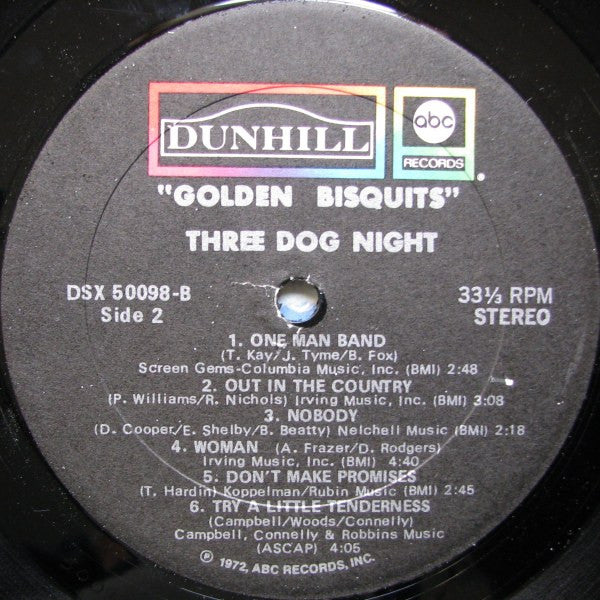 DUNHILL
abc
RECORDS
®
"GOLDEN BISQUITS"
THREE DOG NIGHT
DSX 50098-B
33⅓ RPM
Side 2
STEREO
1. ONE MAN BAND
(T. Kay/J. Tyme/B. Fox)
Screen Gems-Columbia Music, Inc. (BMI) 2:48
2. OUT IN THE COUNTRY
(P. Williams/R. Nichols) Irving Music, Inc. (BMI) 3:08
3. NOBODY
(D. Cooper/E. Shelby/B. Beatty) Nelchell Music (BMI) 2:18
4. WOMAN (A. Frazer/D. Rodgers)
Irving Music, Inc. (BMI) 4:40
5. DON'T MAKE PROMISES
(T. Hardin) Koppelman/Rubin Music (BMI) 2:45
6. TRY A LITTLE TENDERNESS
(Campbell/Woods/Connelly)
Campbell, Connelly & Robbins Music
(ASCAP) 4:05
℗ 1972, ABC RECORDS, INC.